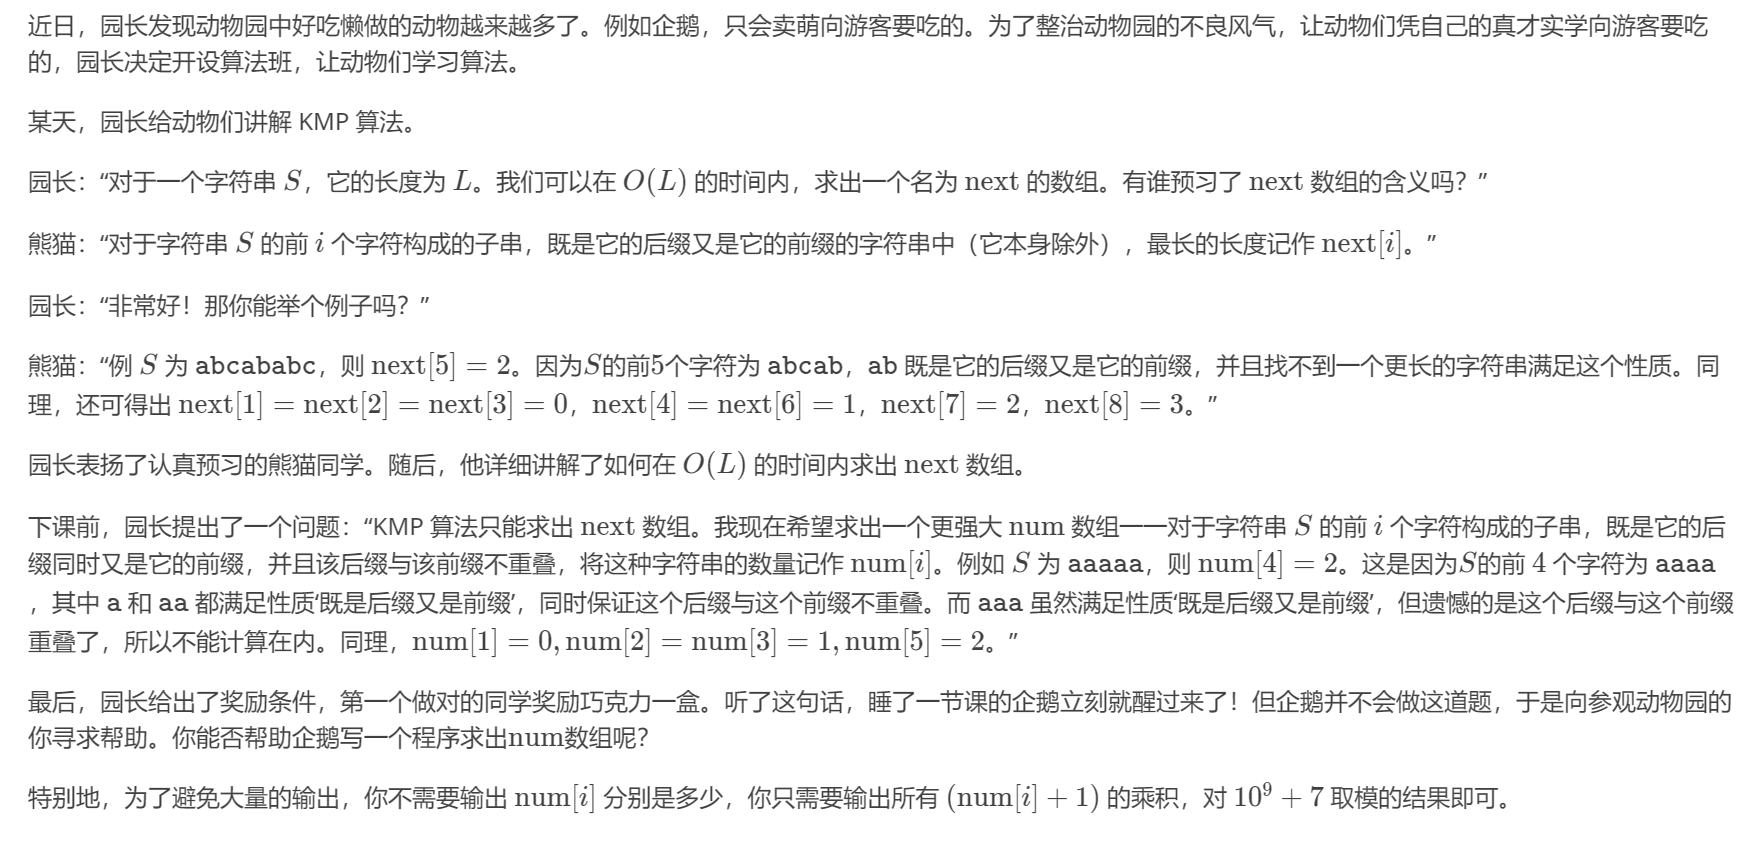 近日，园长发现动物园中好吃懒做的动物越来越多了。例如企鹅，只会卖萌向游客要吃的。为了整治动物园的不良风气，让动物们凭自己的真才实学向游客要吃
的，园长决定开设算法班，让动物们学习算法。
某天，园长给动物们讲解 KMP 算法。
园长：“对于一个字符串 S，它的长度为 L。我们可以在 O(L) 的时间内，求出一个名为 next 的数组。有谁预习了 next 数组的含义吗？”
熊猫：“对于字符串 S 的前 i 个字符构成的子串，既是它的后缀又是它的前缀的字符串中（它本身除外），最长的长度记作 next[i]。”
园长：“非常好！那你能举个例子吗？”
熊猫：“例 S 为 abcababc，则 next[5] = 2。因为S的前5个字符为 abcab，ab 既是它的后缀又是它的前缀，并且找不到一个更长的字符串满足这个性质。同
理，还可得出 next[1] = next[2] = next[3] = 0，next[4] = next[6] = 1，next[7] = 2，next[8] = 3。”
园长表扬了认真预习的熊猫同学。随后，他详细讲解了如何在 O(L) 的时间内求出 next 数组。
下课前，园长提出了一个问题：“KMP 算法只能求出 next 数组。我现在希望求出一个更强大 num 数组一一对于字符串 S 的前 i 个字符构成的子串，既是它的后
缀同时又是它的前缀，并且该后缀与该前缀不重叠，将这种字符串的数量记作 num[i]。例如 S 为 aaaaa，则 num[4] = 2。这是因为S的前 4 个字符为 aaaa
，其中 a 和 aa 都满足性质‘既是后缀又是前缀’，同时保证这个后缀与这个前缀不重叠。而 aaa 虽然满足性质‘既是后缀又是前缀’，但遗憾的是这个后缀与这个前缀
重叠了，所以不能计算在内。同理，num[1] = 0, num[2] = num[3] = 1, num[5] = 2。”
最后，园长给出了奖励条件，第一个做对的同学奖励巧克力一盒。听了这句话，睡了一节课的企鹅立刻就醒过来了！但企鹅并不会做这道题，于是向参观动物园的
你寻求帮助。你能否帮助企鹅写一个程序求出num数组呢？
特别地，为了避免大量的输出，你不需要输出 num[i] 分别是多少，你只需要输出所有 (num[i] + 1) 的乘积，对 10⁹ + 7 取模的结果即可。